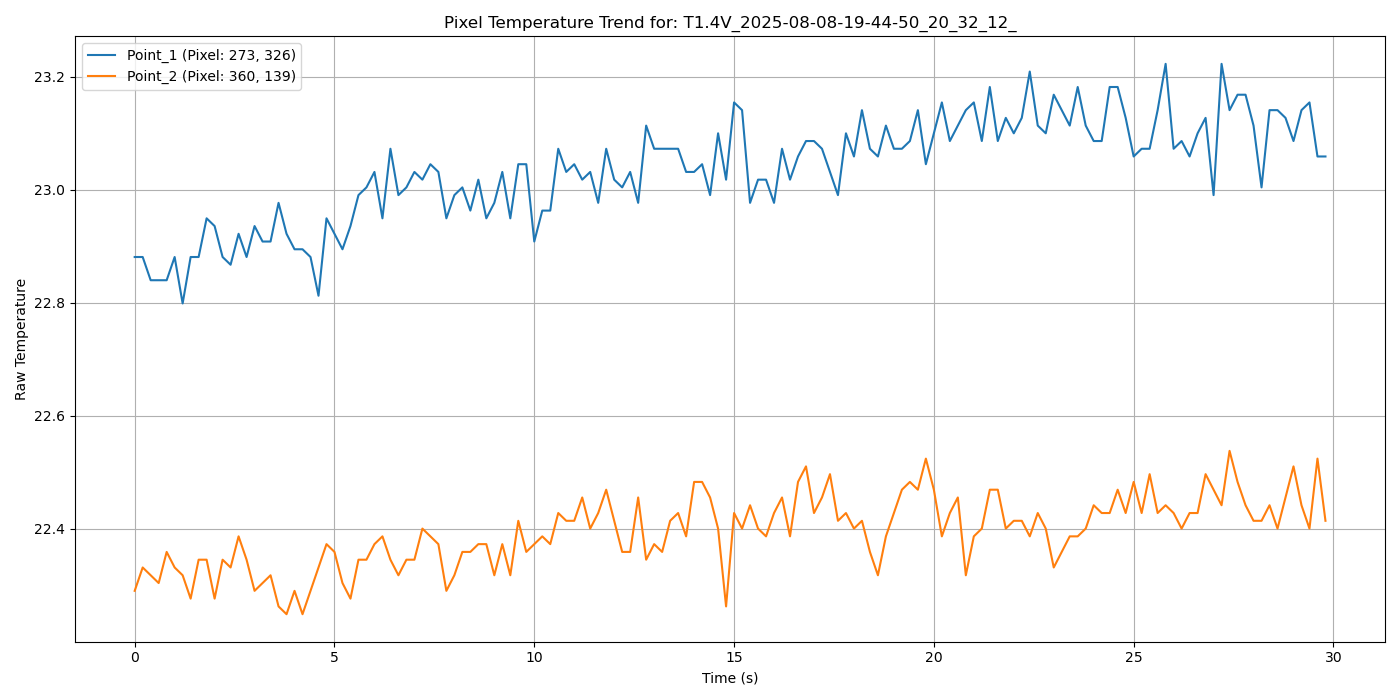 Pixel Temperature Trend for: T1.4V_2025-08-08-19-44-50_20_32_12_
Point_1 (Pixel: 273, 326)
Point_2 (Pixel: 360, 139)
23.2
23.0
22.8
22.6
22.4
Raw Temperature
0 5 10 15 20 25 30
Time (s)